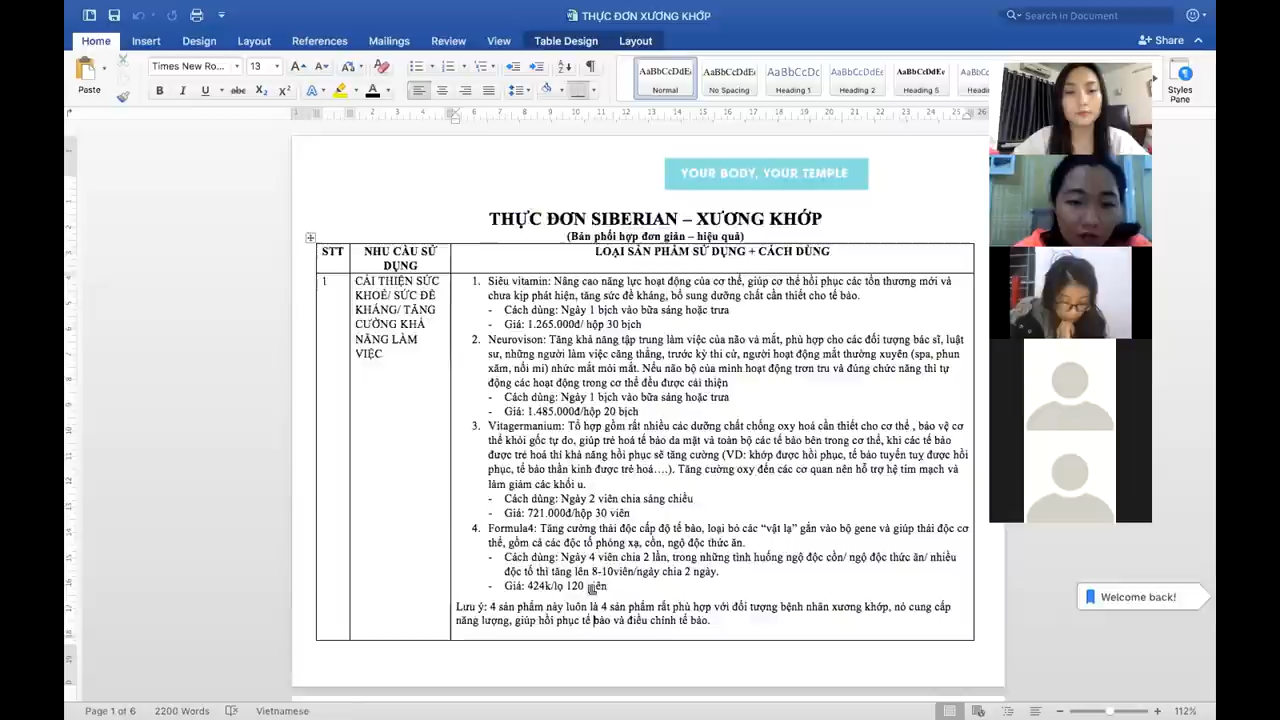 THỰC ĐƠN XƯƠNG KHỚP
Search in Document
Home Insert Design Layout References Mailings Review View Table Design Layout
Share
Paste
Times New Ro... 13
AaBbCcDdEe AaBbCcDdEe AaBbCcDc AaBbCcDdEe AaBbCcDdEe AaBbCcDd
Normal No Spacing Heading 1 Heading 2 Heading 5
Styles Pane
YOUR BODY, YOUR TEMPLE
THỰC ĐƠN SIBERIAN – XƯƠNG KHỚP
(Bản phối hợp đơn giản – hiệu quả)
STT
NHU CẦU SỬ DỤNG
LOẠI SẢN PHẨM SỬ DỤNG + CÁCH DÙNG
1
CẢI THIỆN SỨC
KHOẺ/ SỨC ĐỀ
KHÁNG/ TĂNG
CƯỜNG KHẢ
NĂNG LÀM
VIỆC
1. Siêu vitamin: Nâng cao năng lực hoạt động của cơ thể, giúp cơ thể hồi phục các tổn thương mới và
chưa kịp phát hiện, tăng sức đề kháng, bổ sung dưỡng chất cần thiết cho tế bào.
- Cách dùng: Ngày 1 bịch vào bữa sáng hoặc trưa
- Giá: 1.265.000đ/ hộp 30 bịch
2. Neurovison: Tăng khả năng tập trung làm việc của não và mắt, phù hợp cho các đối tượng bác sĩ, luật
sư, những người làm việc căng thẳng, trước kỳ thi cử, người hoạt động mắt thường xuyên (spa, phun
xăm, nối mi) nhức mắt mỏi mắt. Nếu não bộ của mình hoạt động trơn tru và đúng chức năng thì tự
động các hoạt động trong cơ thể đều được cải thiện
Cách dùng: Ngày 1 bịch vào bữa sáng hoặc trưa
- Giá: 1.485.000đ/hộp 20 bịch
3. Vitagermanium: Tổ hợp gồm rất nhiều các dưỡng chất chống oxy hoá cần thiết cho cơ thể , bảo vệ cơ
thể khỏi gốc tự do, giúp trẻ hoá tế bào da mặt và toàn bộ các tế bào bên trong cơ thể, khi các tế bào
được trẻ hoá thì khả năng hồi phục sẽ tăng cường (VD: khớp được hồi phục, tế bào tuyến tuỵ được hồi
phục, tế bào thần kinh được trẻ hoá….). Tăng cường oxy đến các cơ quan nên hỗ trợ hệ tim mạch và
làm giảm các khối u.
- Cách dùng: Ngày 2 viên chia sáng chiều
- Giá: 721.000đ/hộp 30 viên
4. Formula4: Tăng cường thải độc cấp độ tế bào, loại bỏ các “vật lạ” gắn vào bộ gene và giúp thải độc cơ
thể, gồm cả các độc tố phóng xạ, cồn, ngộ độc thức ăn.
- Cách dùng: Ngày 4 viên chia 2 lần, trong những tình huống ngộ độc cồn/ ngộ độc thức ăn/ nhiều
độc tố thì tăng lên 8-10viên/ngày chia 2 ngày.
- Giá: 424k/lọ 120 viên
Lưu ý: 4 sản phẩm này luôn là 4 sản phẩm rất phù hợp với đối tượng bệnh nhân xương khớp, nó cung cấp
năng lượng, giúp hồi phục tế bào và điều chỉnh tế bào.
Welcome back!
Page 1 of 6 2200 Words Vietnamese 112%